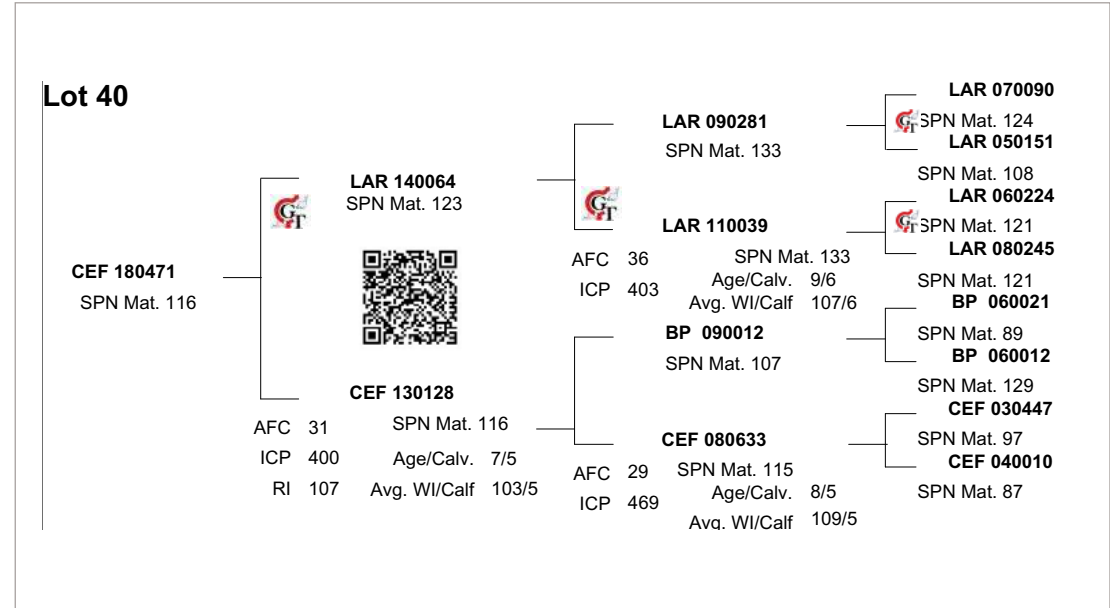 Lot 40
CEF 180471
SPN Mat. 116
LAR 140064
SPN Mat. 123
CEF 130128
SPN Mat. 116
AFC 31
ICP 400 Age/Calv. 7/5
RI 107 Avg. WI/Calf 103/5
LAR 090281
SPN Mat. 133
LAR 110039
AFC 36 SPN Mat. 133
ICP 403 Age/Calv. 9/6
Avg. WI/Calf 107/6
BP 090012
SPN Mat. 107
CEF 080633
AFC 29 SPN Mat. 115
ICP 469 Age/Calv. 8/5
Avg. WI/Calf 109/5
LAR 070090
SPN Mat. 124
LAR 050151
SPN Mat. 108
LAR 060224
SPN Mat. 121
LAR 080245
SPN Mat. 121
BP 060021
SPN Mat. 89
BP 060012
SPN Mat. 129
CEF 030447
SPN Mat. 97
CEF 040010
SPN Mat. 87
GT
GT
GT
GT